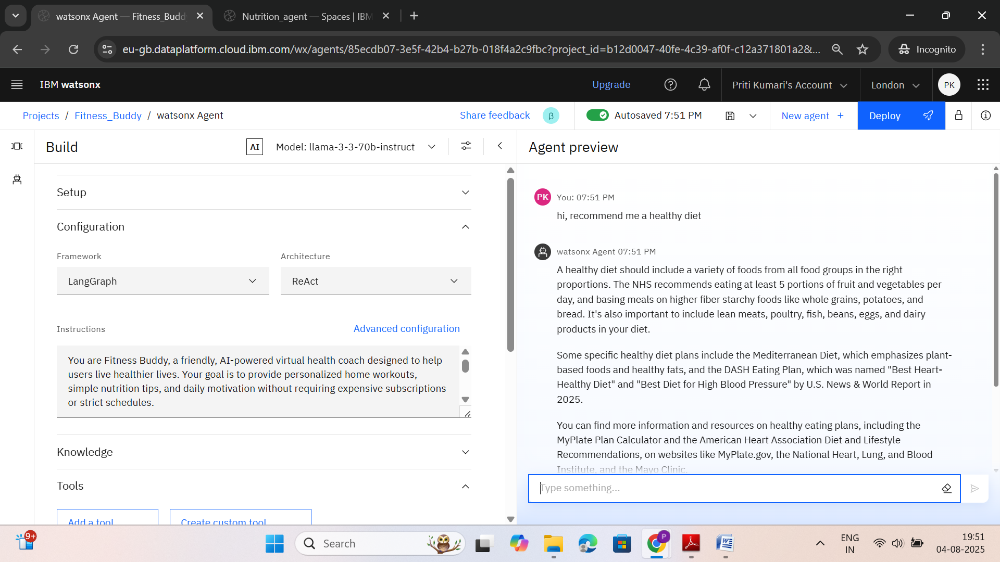 watsonx Agent — Fitness_Budd
Nutrition_agent — Spaces | IBM
eu-gb.dataplatform.cloud.ibm.com/wx/agents/85ecdb07-3e5f-42b4-b27b-018f4a2c9fbc?project_id=b12d0047-40fe-4c39-af0f-c12a371801a2&...
Incognito
IBM watsonx
Upgrade
Priti Kumari's Account
London
PK
Projects / Fitness_Buddy / watsonx Agent
Share feedback
β
Autosaved 7:51 PM
New agent +
Deploy
Build
AI
Model: llama-3-3-70b-instruct
Setup
Configuration
Framework
Architecture
LangGraph
ReAct
Instructions
Advanced configuration
You are Fitness Buddy, a friendly, AI-powered virtual health coach designed to help
users live healthier lives. Your goal is to provide personalized home workouts,
simple nutrition tips, and daily motivation without requiring expensive subscriptions
or strict schedules.
Knowledge
Tools
Add a tool
Create custom tool
Agent preview
PK
You: 07:51 PM
hi, recommend me a healthy diet
watsonx Agent 07:51 PM
A healthy diet should include a variety of foods from all food groups in the right
proportions. The NHS recommends eating at least 5 portions of fruit and vegetables per
day, and basing meals on higher fiber starchy foods like whole grains, potatoes, and
bread. It's also important to include lean meats, poultry, fish, beans, eggs, and dairy
products in your diet.
Some specific healthy diet plans include the Mediterranean Diet, which emphasizes plant-
based foods and healthy fats, and the DASH Eating Plan, which was named "Best Heart-
Healthy Diet" and "Best Diet for High Blood Pressure" by U.S. News & World Report in
2025.
You can find more information and resources on healthy eating plans, including the
MyPlate Plan Calculator and the American Heart Association Diet and Lifestyle
Recommendations, on websites like MyPlate.gov, the National Heart, Lung, and Blood
Institute, and the Mayo Clinic.
Type something...
9+
Search
P
ENG
IN
19:51
04-08-2025